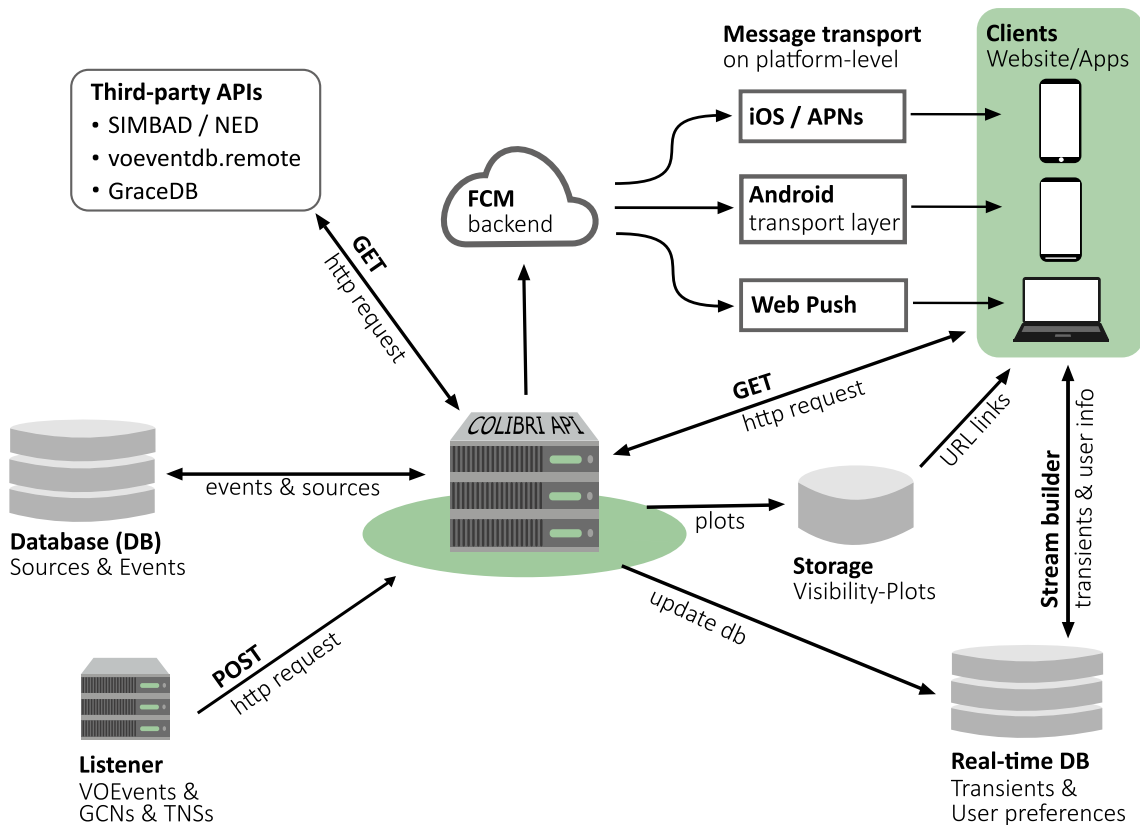 Message transport
on platform-level
Clients
Website/Apps
Third-party APIs
• SIMBAD / NED
• voeventdb.remote
• GraceDB
iOS / APNs
FCM
backend
Android
transport layer
Web Push
GET
http request
GET
http request
COLIBRI API
events & sources
Database (DB)
Sources & Events
plots
URL links
Storage
Visibility-Plots
Stream builder
transients & user info
update db
POST
http request
Listener
VOEvents &
GCNs & TNSs
Real-time DB
Transients &
User preferences